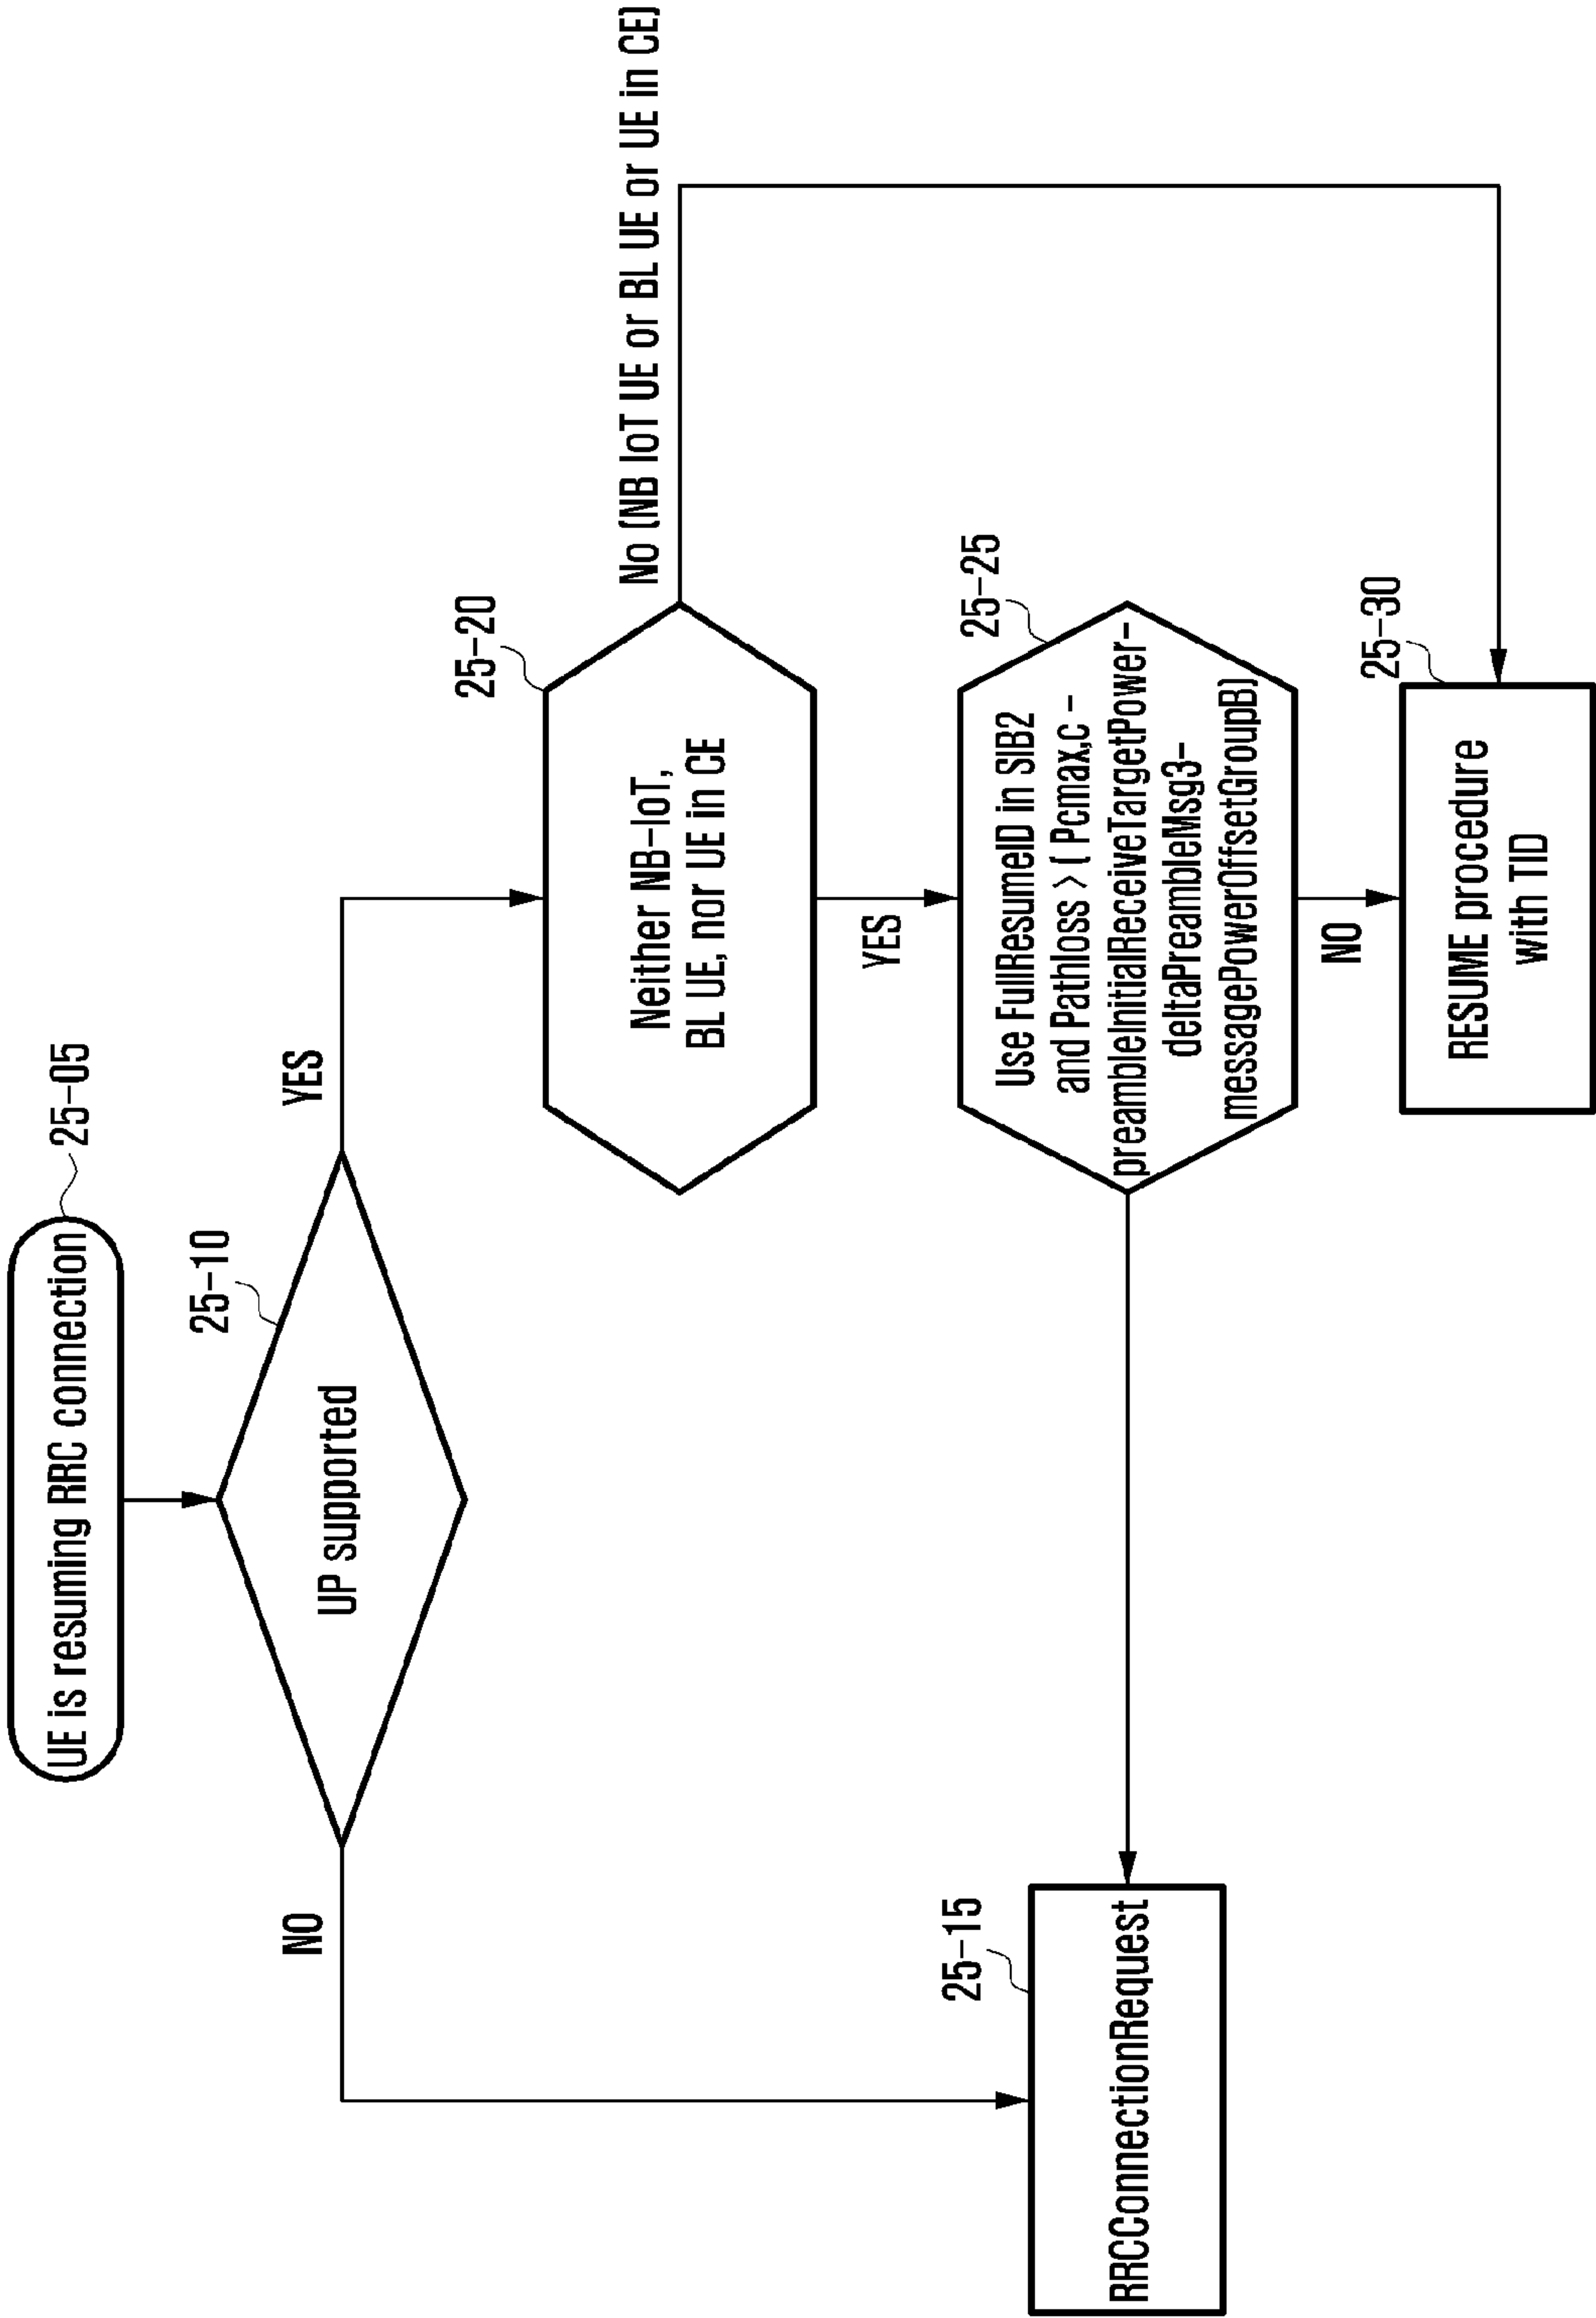 UE is resuming RRC connection
25-05
25-10
UP supported
NO
YES
25-20
Neither NB-IoT,
BL UE, nor UE in CE
No (NB IoT UE or BL UE or UE in CE)
YES
25-25
Use FullResumeID in SIB2
and Pathloss > ( Pcmax,c -
preambleInitialReceiveTargetPower-
deltaPreambleMsg3-
messagePowerOffsetGroupB)
25-15
RRCConnectionRequest
NO
25-30
RESUME procedure
with TID